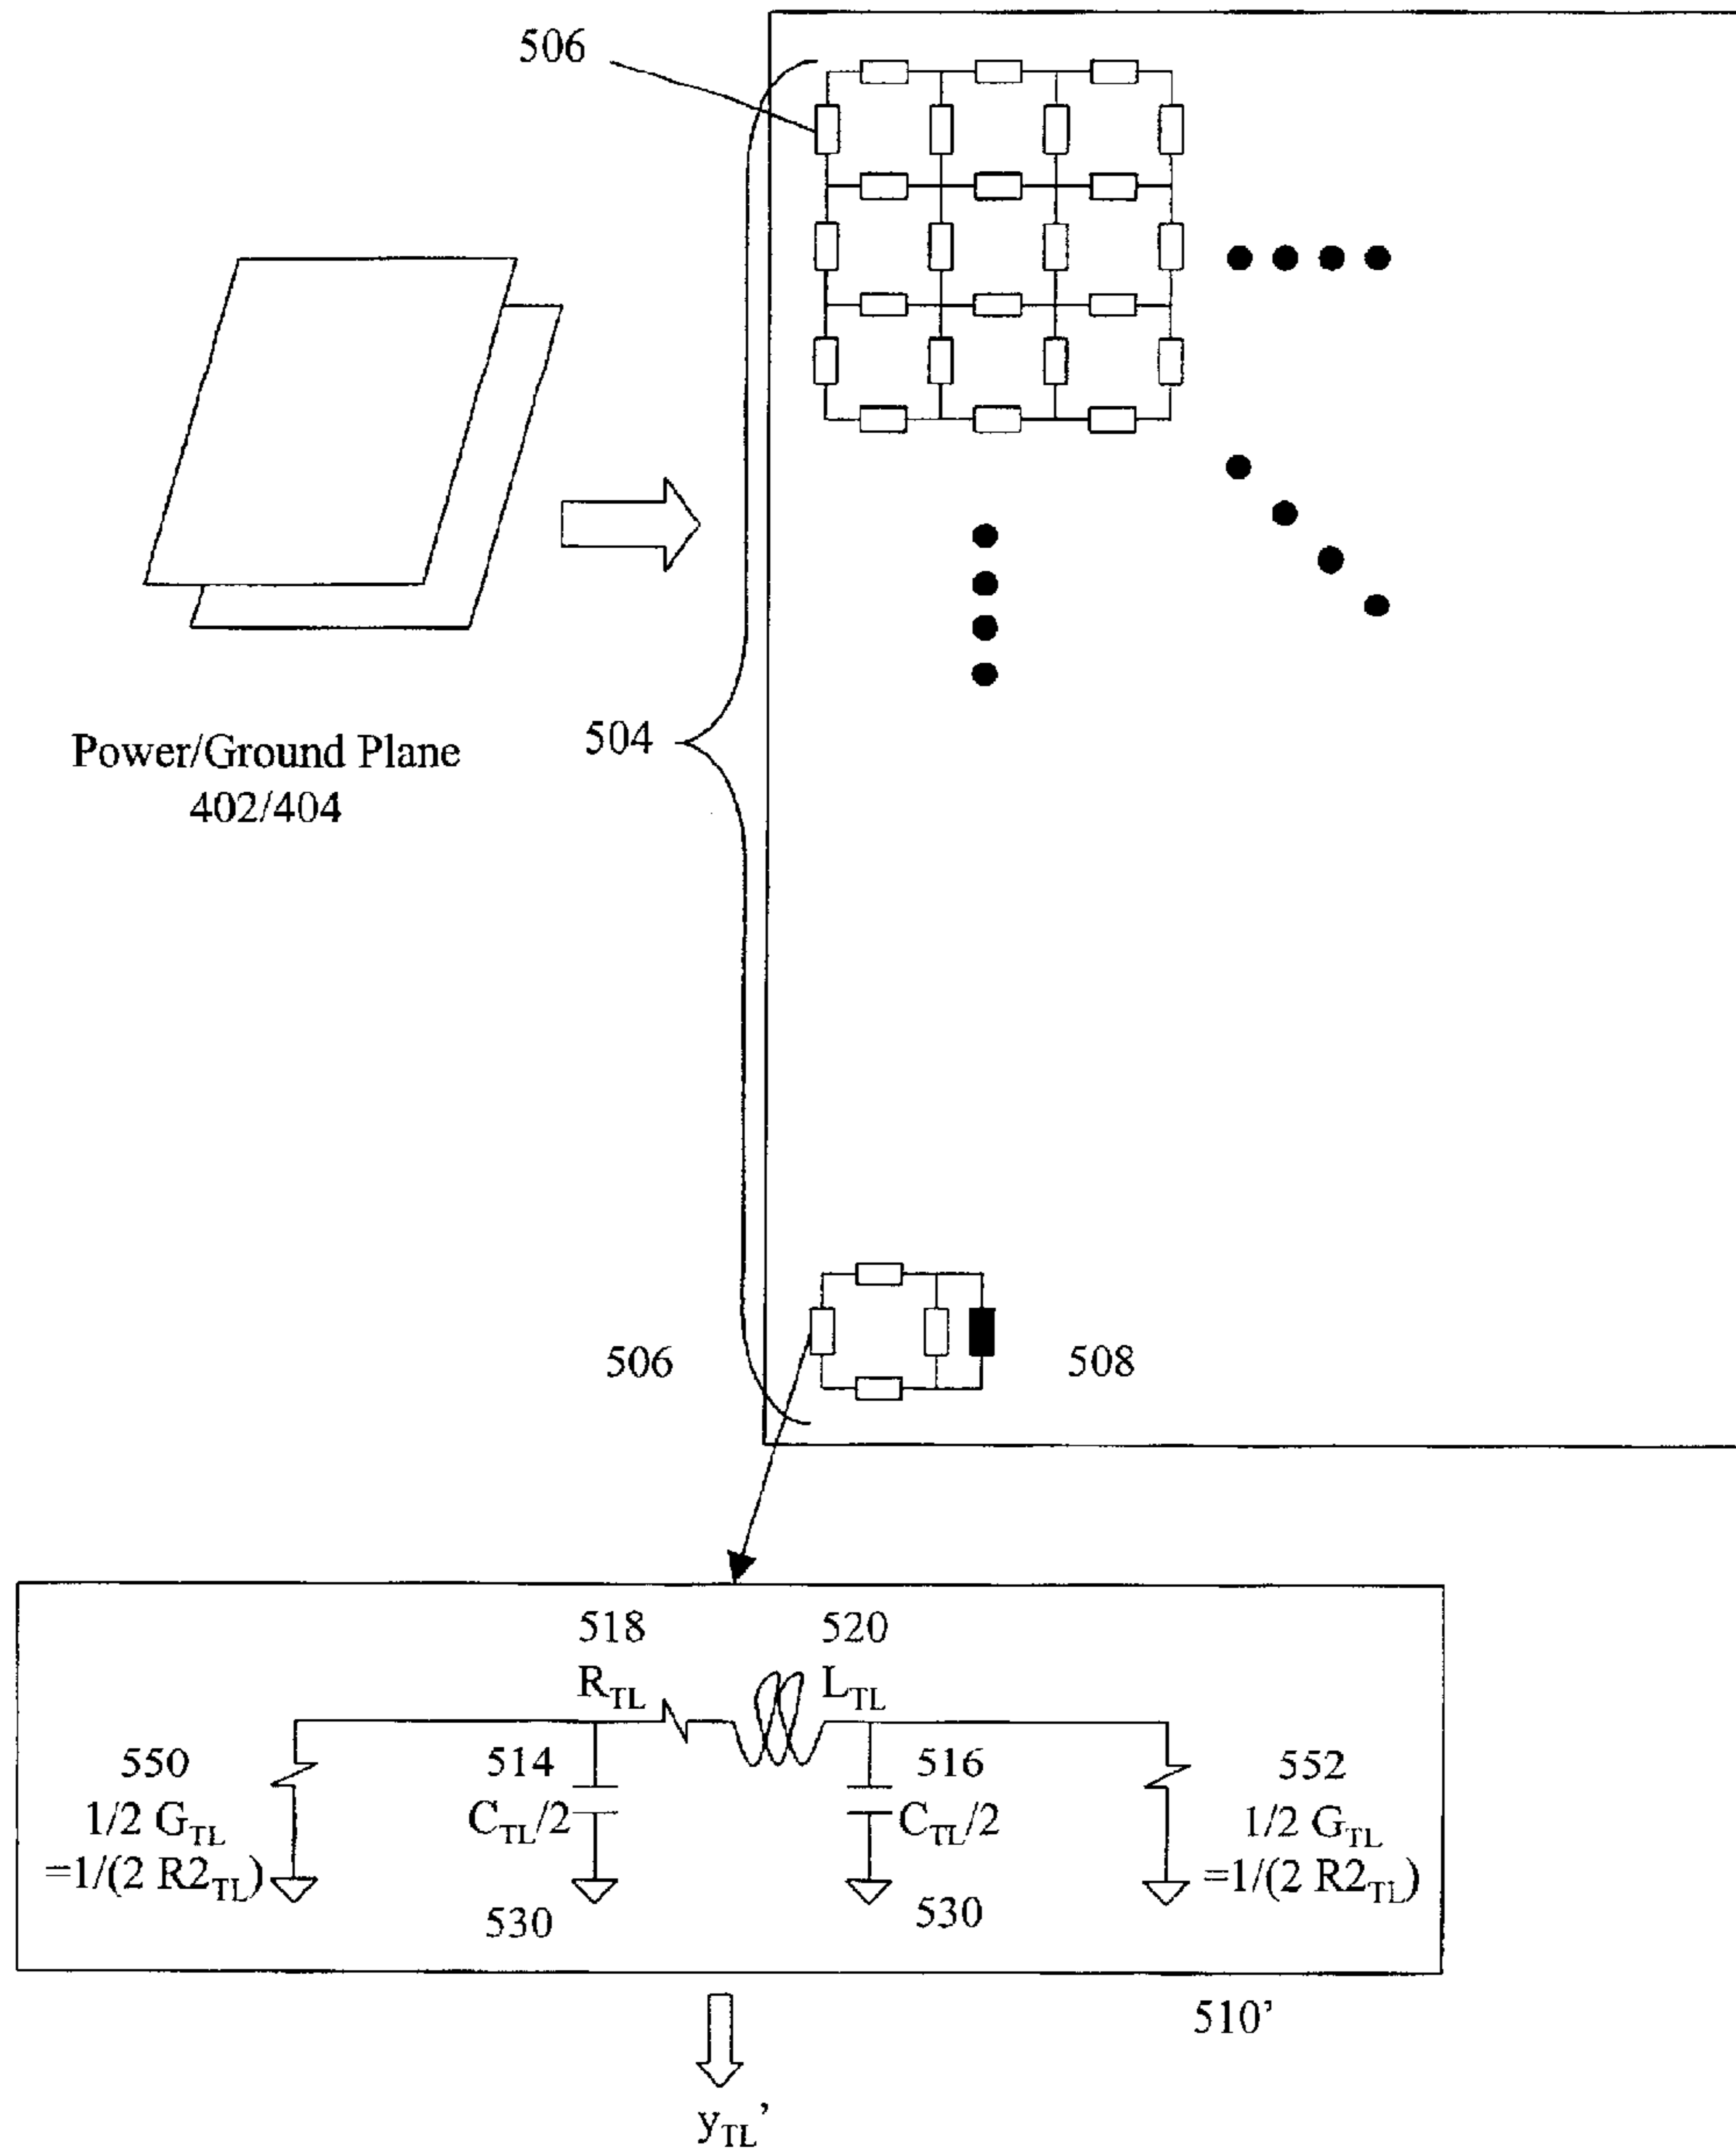 506
504
Power/Ground Plane
402/404
506
508
518
520
R_TL
L_TL
550
1/2 G_TL
=1/(2 R2_TL)
514
C_TL/2
516
C_TL/2
552
1/2 G_TL
=1/(2 R2_TL)
530
530
510’
y_TL’